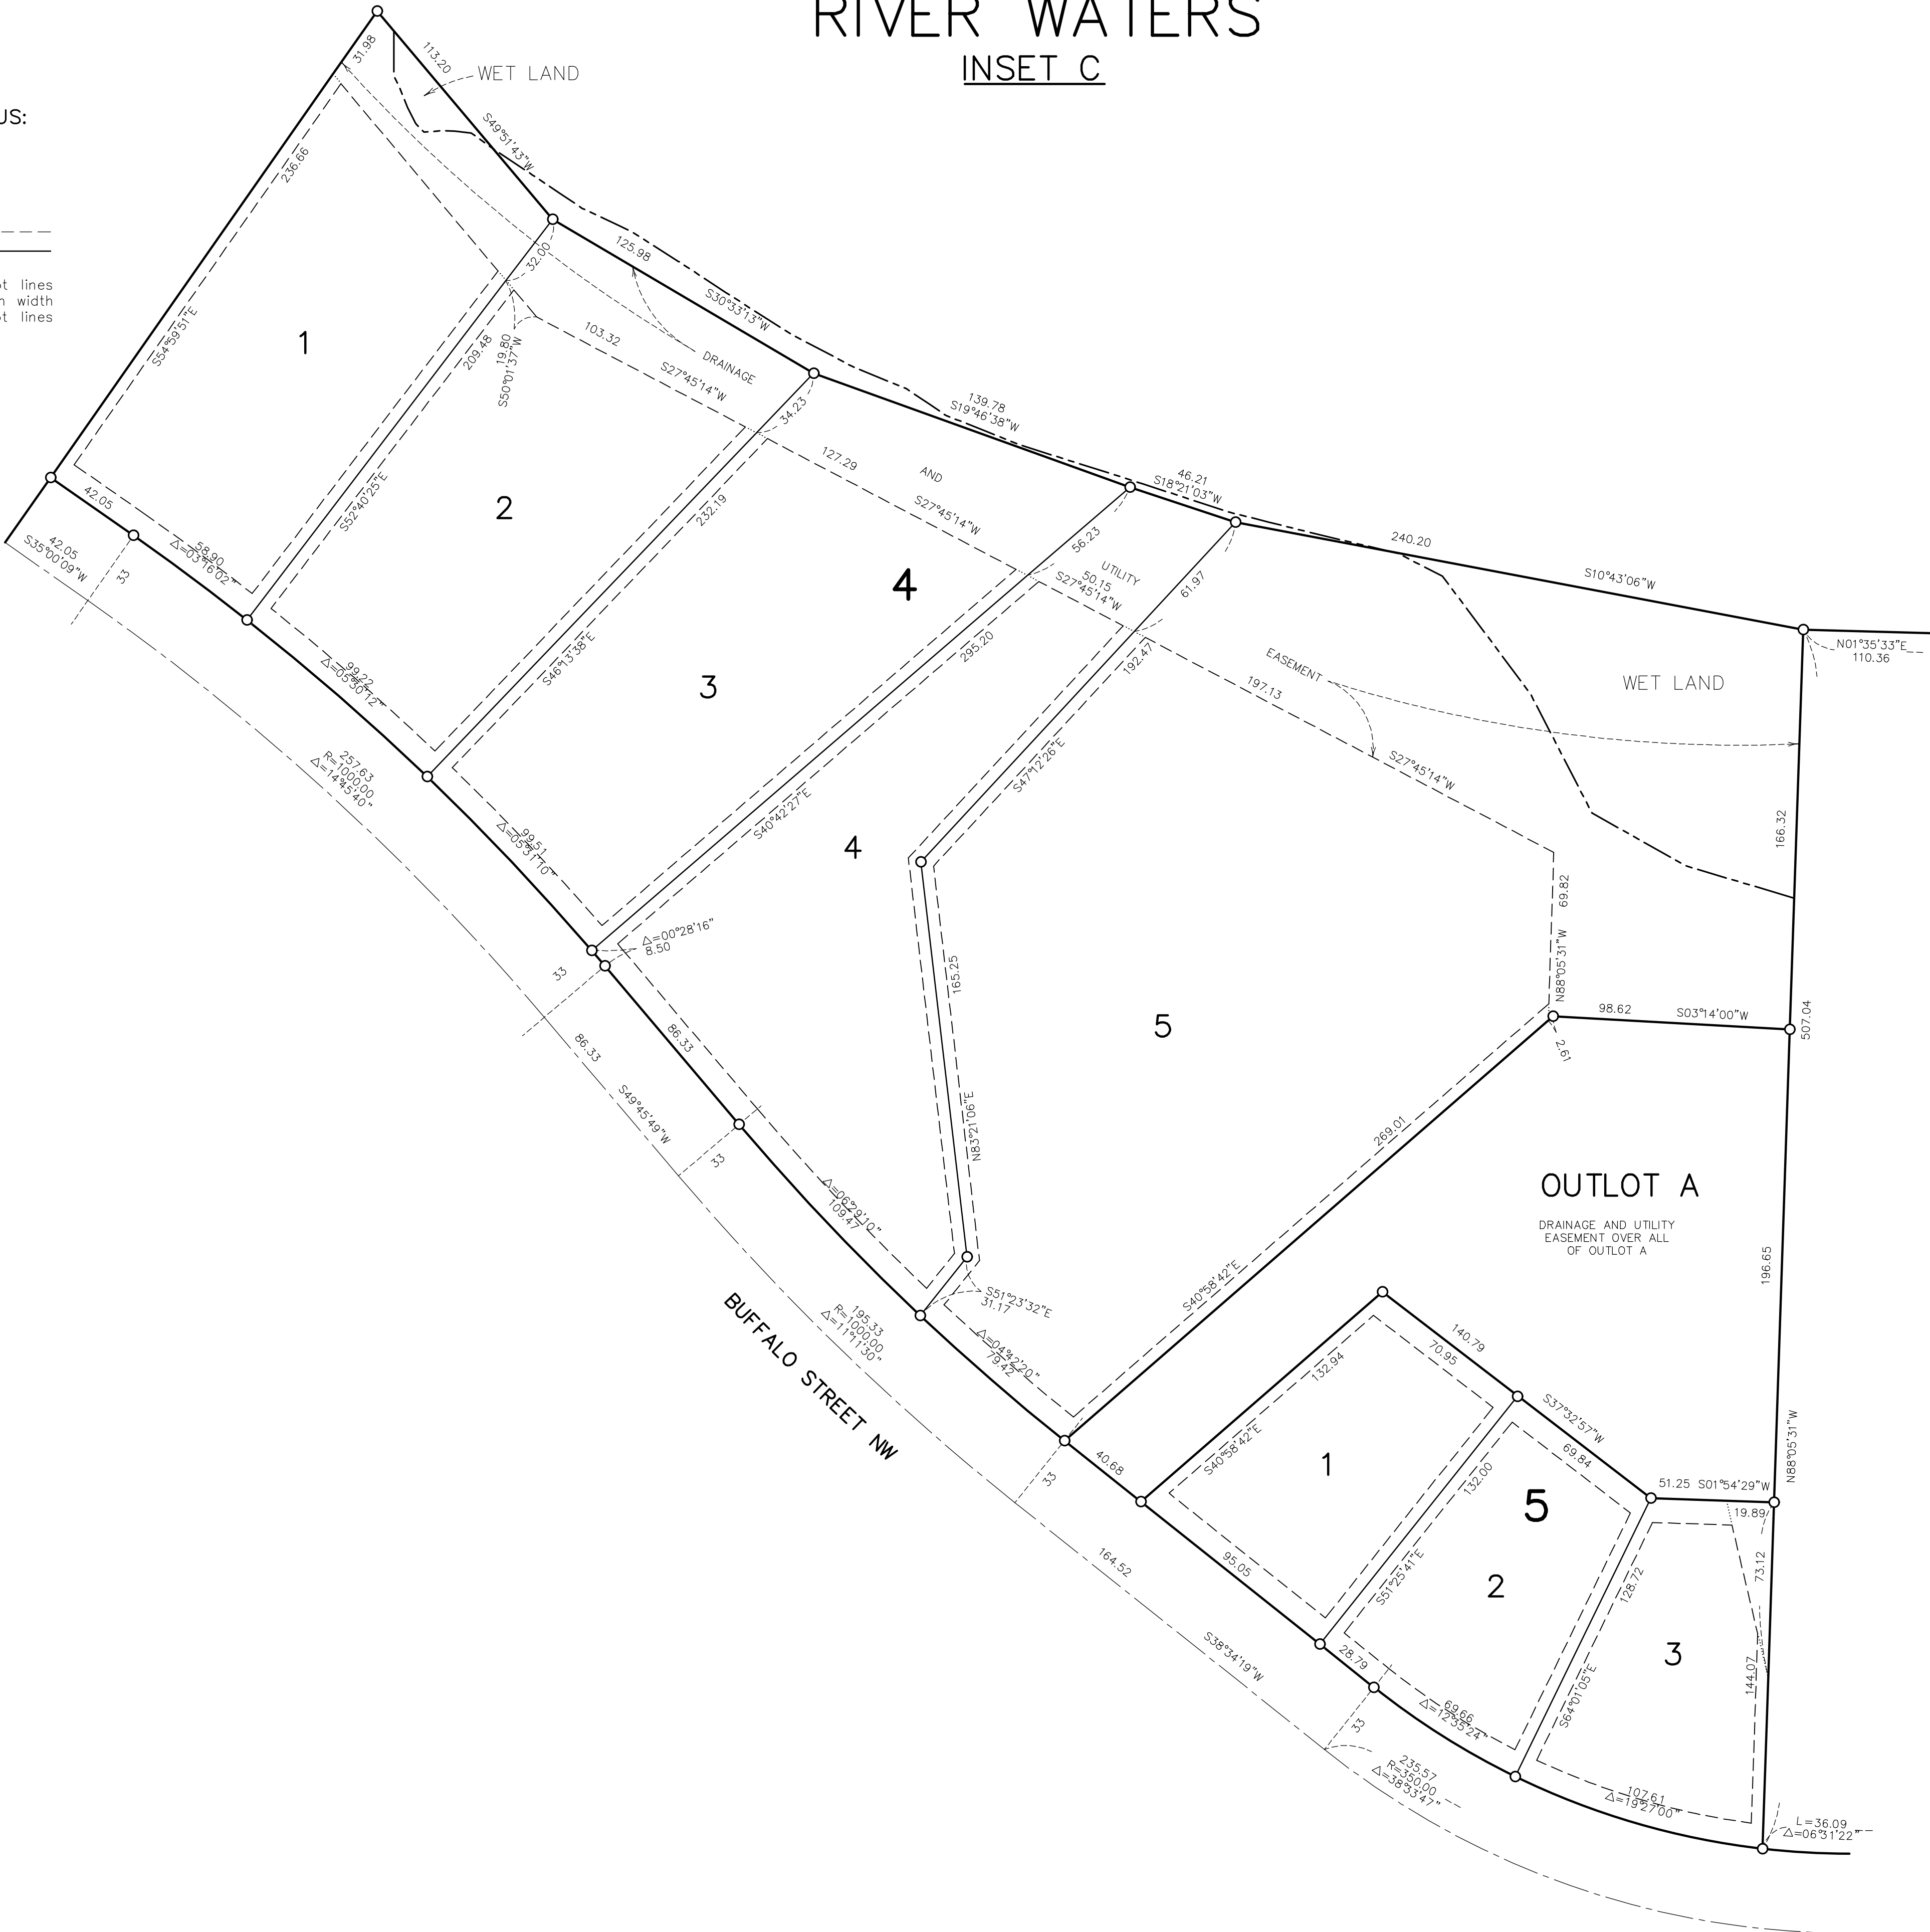 RIVER WATERS
INSET C
US:
ot lines
n width
ot lines
WET LAND
31.98
113.20
S49°51'43"W
236.66
S54°59'51"E
1
32.00
125.98
S30°33'13"W
209.48
S52°40'25"E
19.80
S50°01'37"W
103.32
S27°45'14"W
DRAINAGE
34.23
139.78
S19°46'38"W
127.29
AND
S27°45'14"W
46.21
S18°21'03"W
240.20
S10°43'06"W
N01°35'33"E
110.36
WET LAND
42.05
42.05
S35°00'09"W
33
58.90
Δ=03°16'02"
2
232.19
S46°13'38"E
99.22
Δ=05°30'12"
3
4
56.23
UTILITY
50.15
S27°45'14"W
61.97
295.20
S40°42'27"E
192.47
S47°12'26"E
EASEMENT
197.13
S27°45'14"W
257.63
R=1000.00
Δ=14°45'40"
99.51
Δ=05°31'10"
4
Δ=00°28'16"
8.50
33
86.33
86.33
S49°45'49"W
33
165.25
N83°21'06"E
5
69.82
N88°05'31"W
166.32
98.62
S03°14'00"W
507.04
2.61
269.01
S40°58'42"E
OUTLOT A
DRAINAGE AND UTILITY
EASEMENT OVER ALL
OF OUTLOT A
196.65
N88°05'31"W
Δ=06°29'10"
109.47
S51°23'32"E
31.17
195.33
R=1000.00
Δ=11°11'30"
Δ=04°42'20"
79.42
BUFFALO STREET NW
33
40.68
140.79
70.95
S37°32'57"W
69.84
132.94
S40°58'42"E
1
132.00
S51°25'41"E
5
2
51.25 S01°54'29"W
19.89
73.12
128.72
S64°01'05"E
3
144.07
95.05
164.52
S38°34'19"W
28.79
33
69.66
Δ=12°35'24"
235.57
R=350.00
Δ=38°33'47"
107.61
Δ=19°27'00"
L=36.09
Δ=06°31'22"